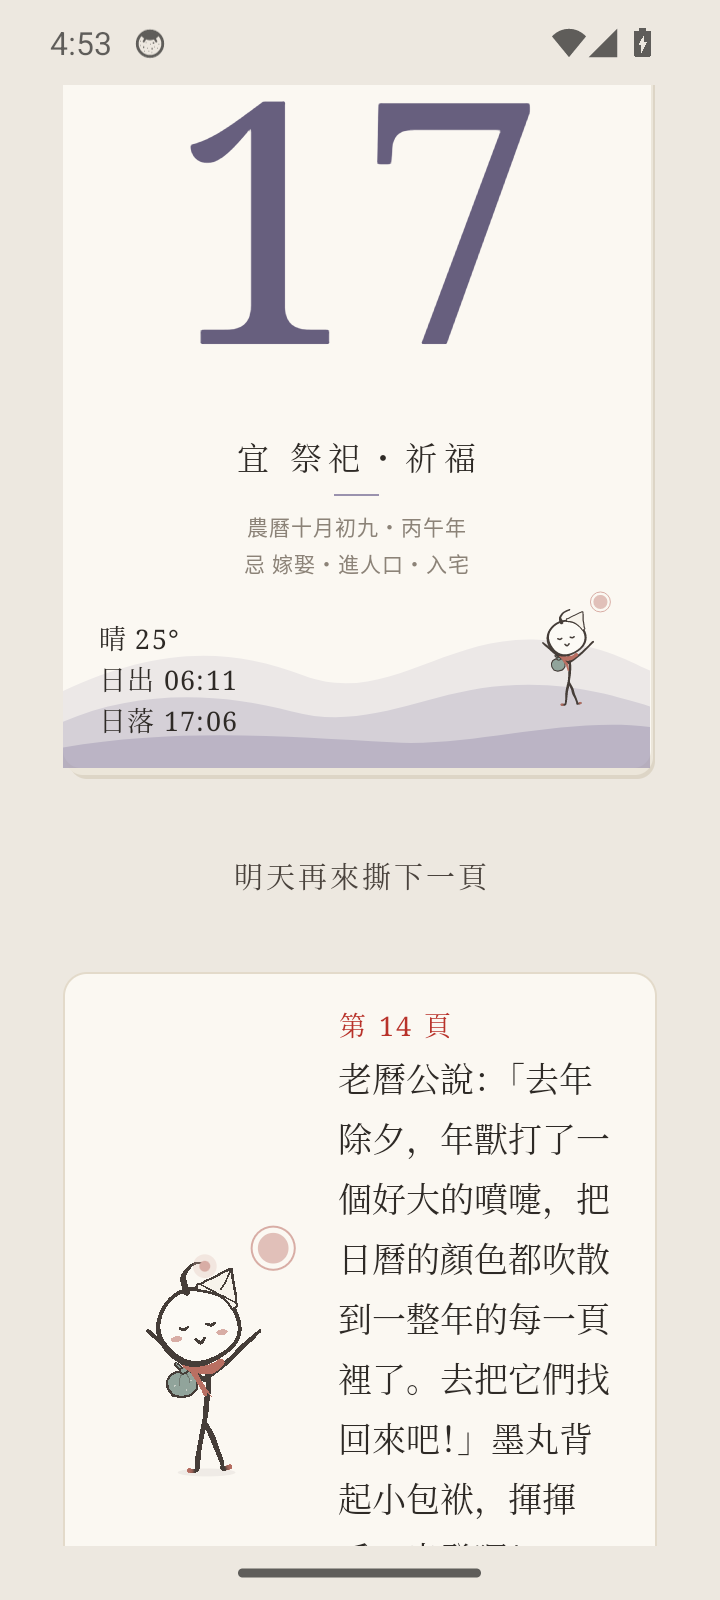 4:53
17
宜 祭祀・祈福
農曆十月初九・丙午年
忌 嫁娶・進人口・入宅
晴 25°
日出 06:11
日落 17:06
明天再來撕下一頁
第 14 頁
老曆公說：「去年
除夕，年獸打了一
個好大的噴嚏，把
日曆的顏色都吹散
到一整年的每一頁
裡了。去把它們找
回來吧！」墨丸背
起小包袱，揮揮